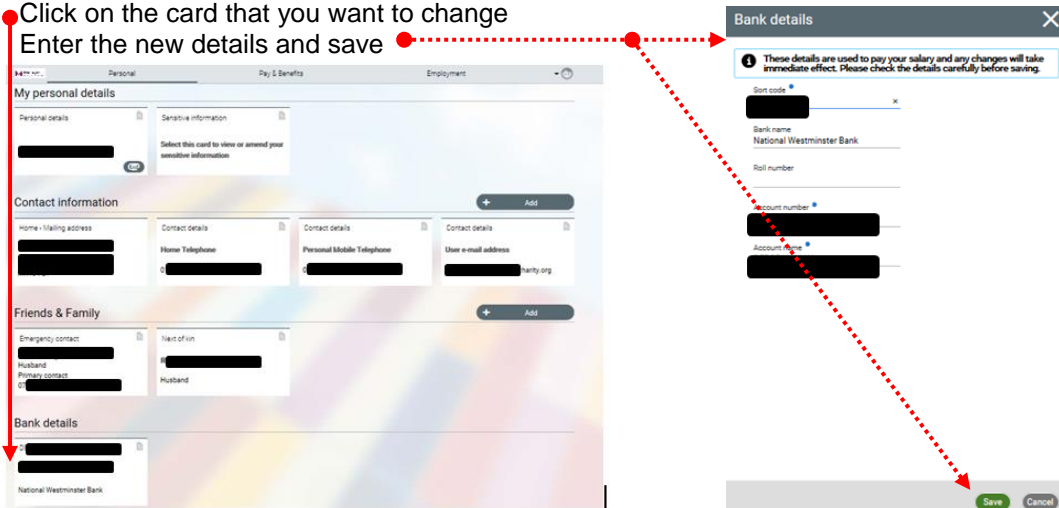 Click on the card that you want to change
Enter the new details and save
Personal
Pay & Benefits
Employment
My personal details
Personal details
Sensitive information
Select this card to view or amend your
sensitive information
Contact information
+ Add
Home - Mailing address
Contact details
Home Telephone
0
Contact details
Personal Mobile Telephone
0
Contact details
User e-mail address
harity.org
Friends & Family
+ Add
Emergency contact
Husband
Primary contact
07
Next of kin
R
Husband
Bank details
National Westminster Bank
Bank details
These details are used to pay your salary and any changes will take
immediate effect. Please check the details carefully before saving.
Sort code
Bank name
National Westminster Bank
Roll number
Account number
Account name
Save
Cancel